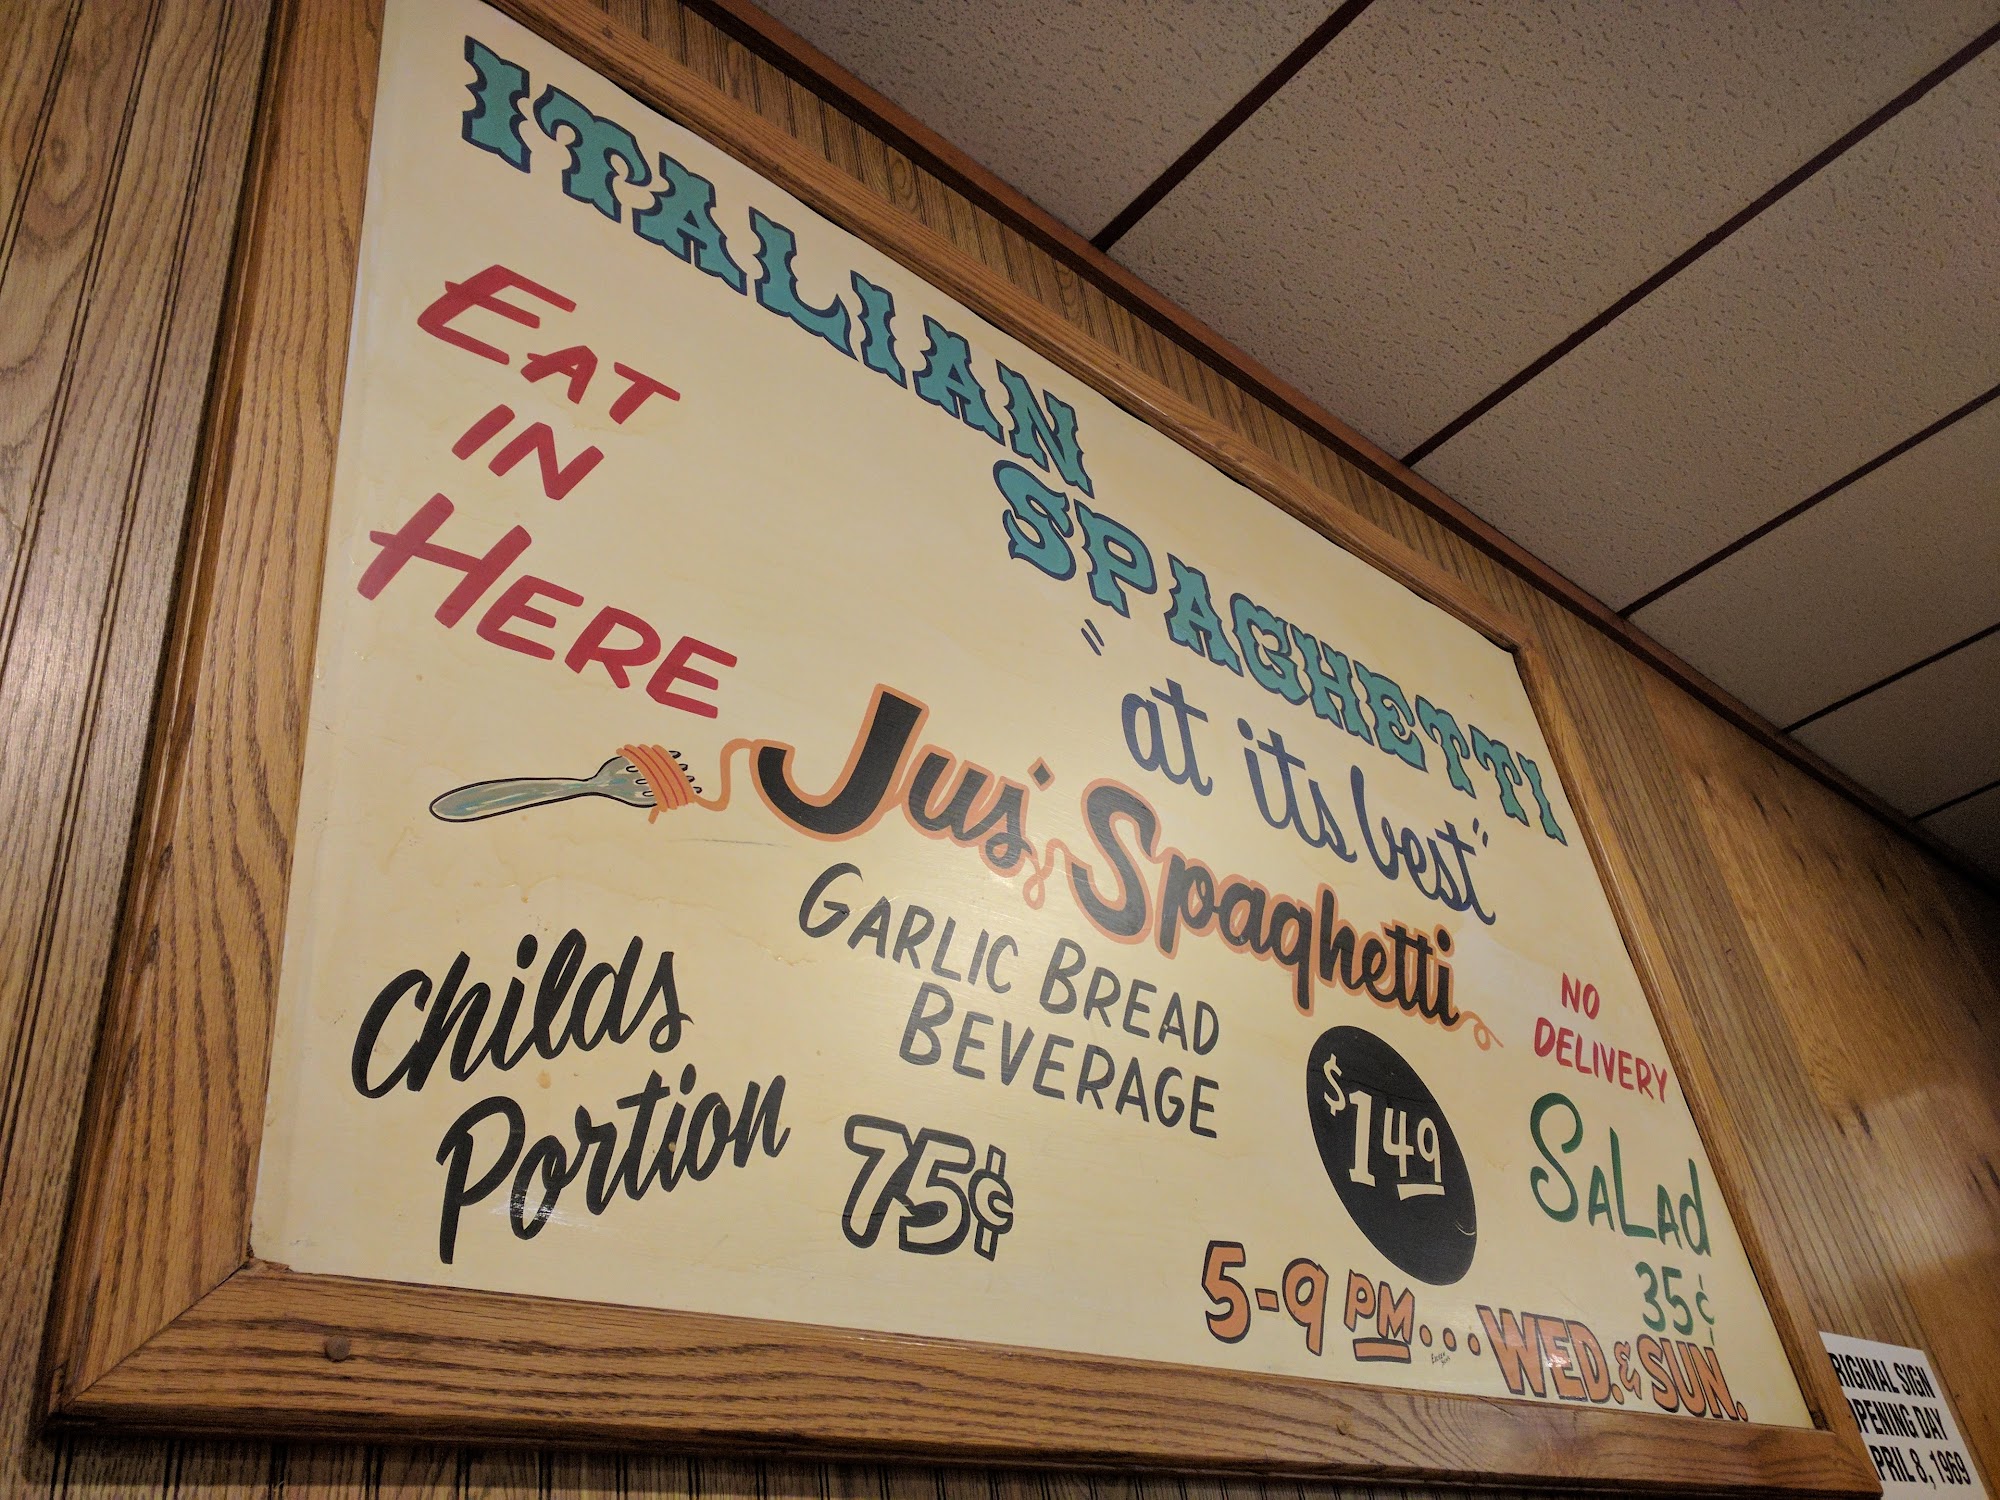 ITALIAN
SPAGHETTI
"at its best"
EAT
IN
HERE
Jus' Spaghetti
GARLIC BREAD
BEVERAGE
$1.49
NO
DELIVERY
SALAD
35¢
Childs
Portion
75¢
5-9 PM... WED. & SUN.
RIGINAL SIGN
PENING DAY
PRIL 8, 1969